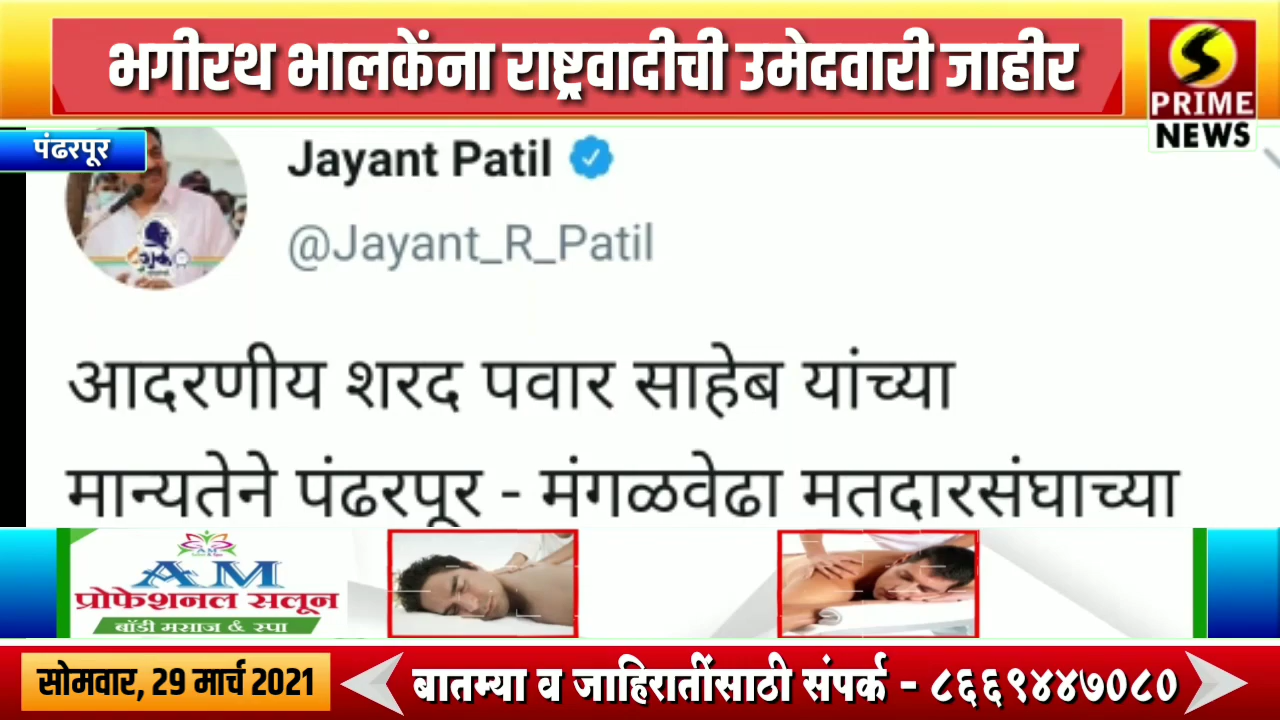 भगीरथ भालकेंना राष्ट्रवादीची उमेदवारी जाहीर
S
PRIME
NEWS
पंढरपूर
Jayant Patil
@Jayant_R_Patil
आदरणीय शरद पवार साहेब यांच्या
मान्यतेने पंढरपूर - मंगळवेढा मतदारसंघाच्या
AM
AM
प्रोफेशनल सलून
बॉडी मसाज & स्पा
सोमवार, 29 मार्च 2021
बातम्या व जाहिरातींसाठी संपर्क - ८६६९४४७०८०